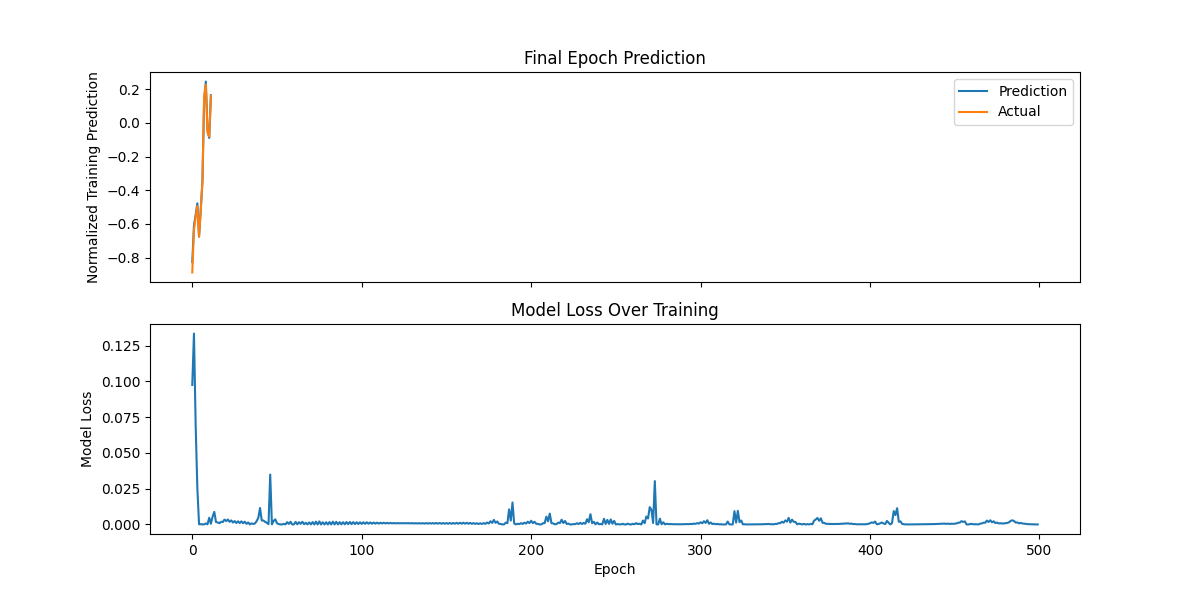 Final Epoch Prediction
Normalized Training Prediction
0.2
0.0
−0.2
−0.4
−0.6
−0.8
Prediction
Actual
Model Loss Over Training
Model Loss
0.125
0.100
0.075
0.050
0.025
0.000
0 100 200 300 400 500
Epoch